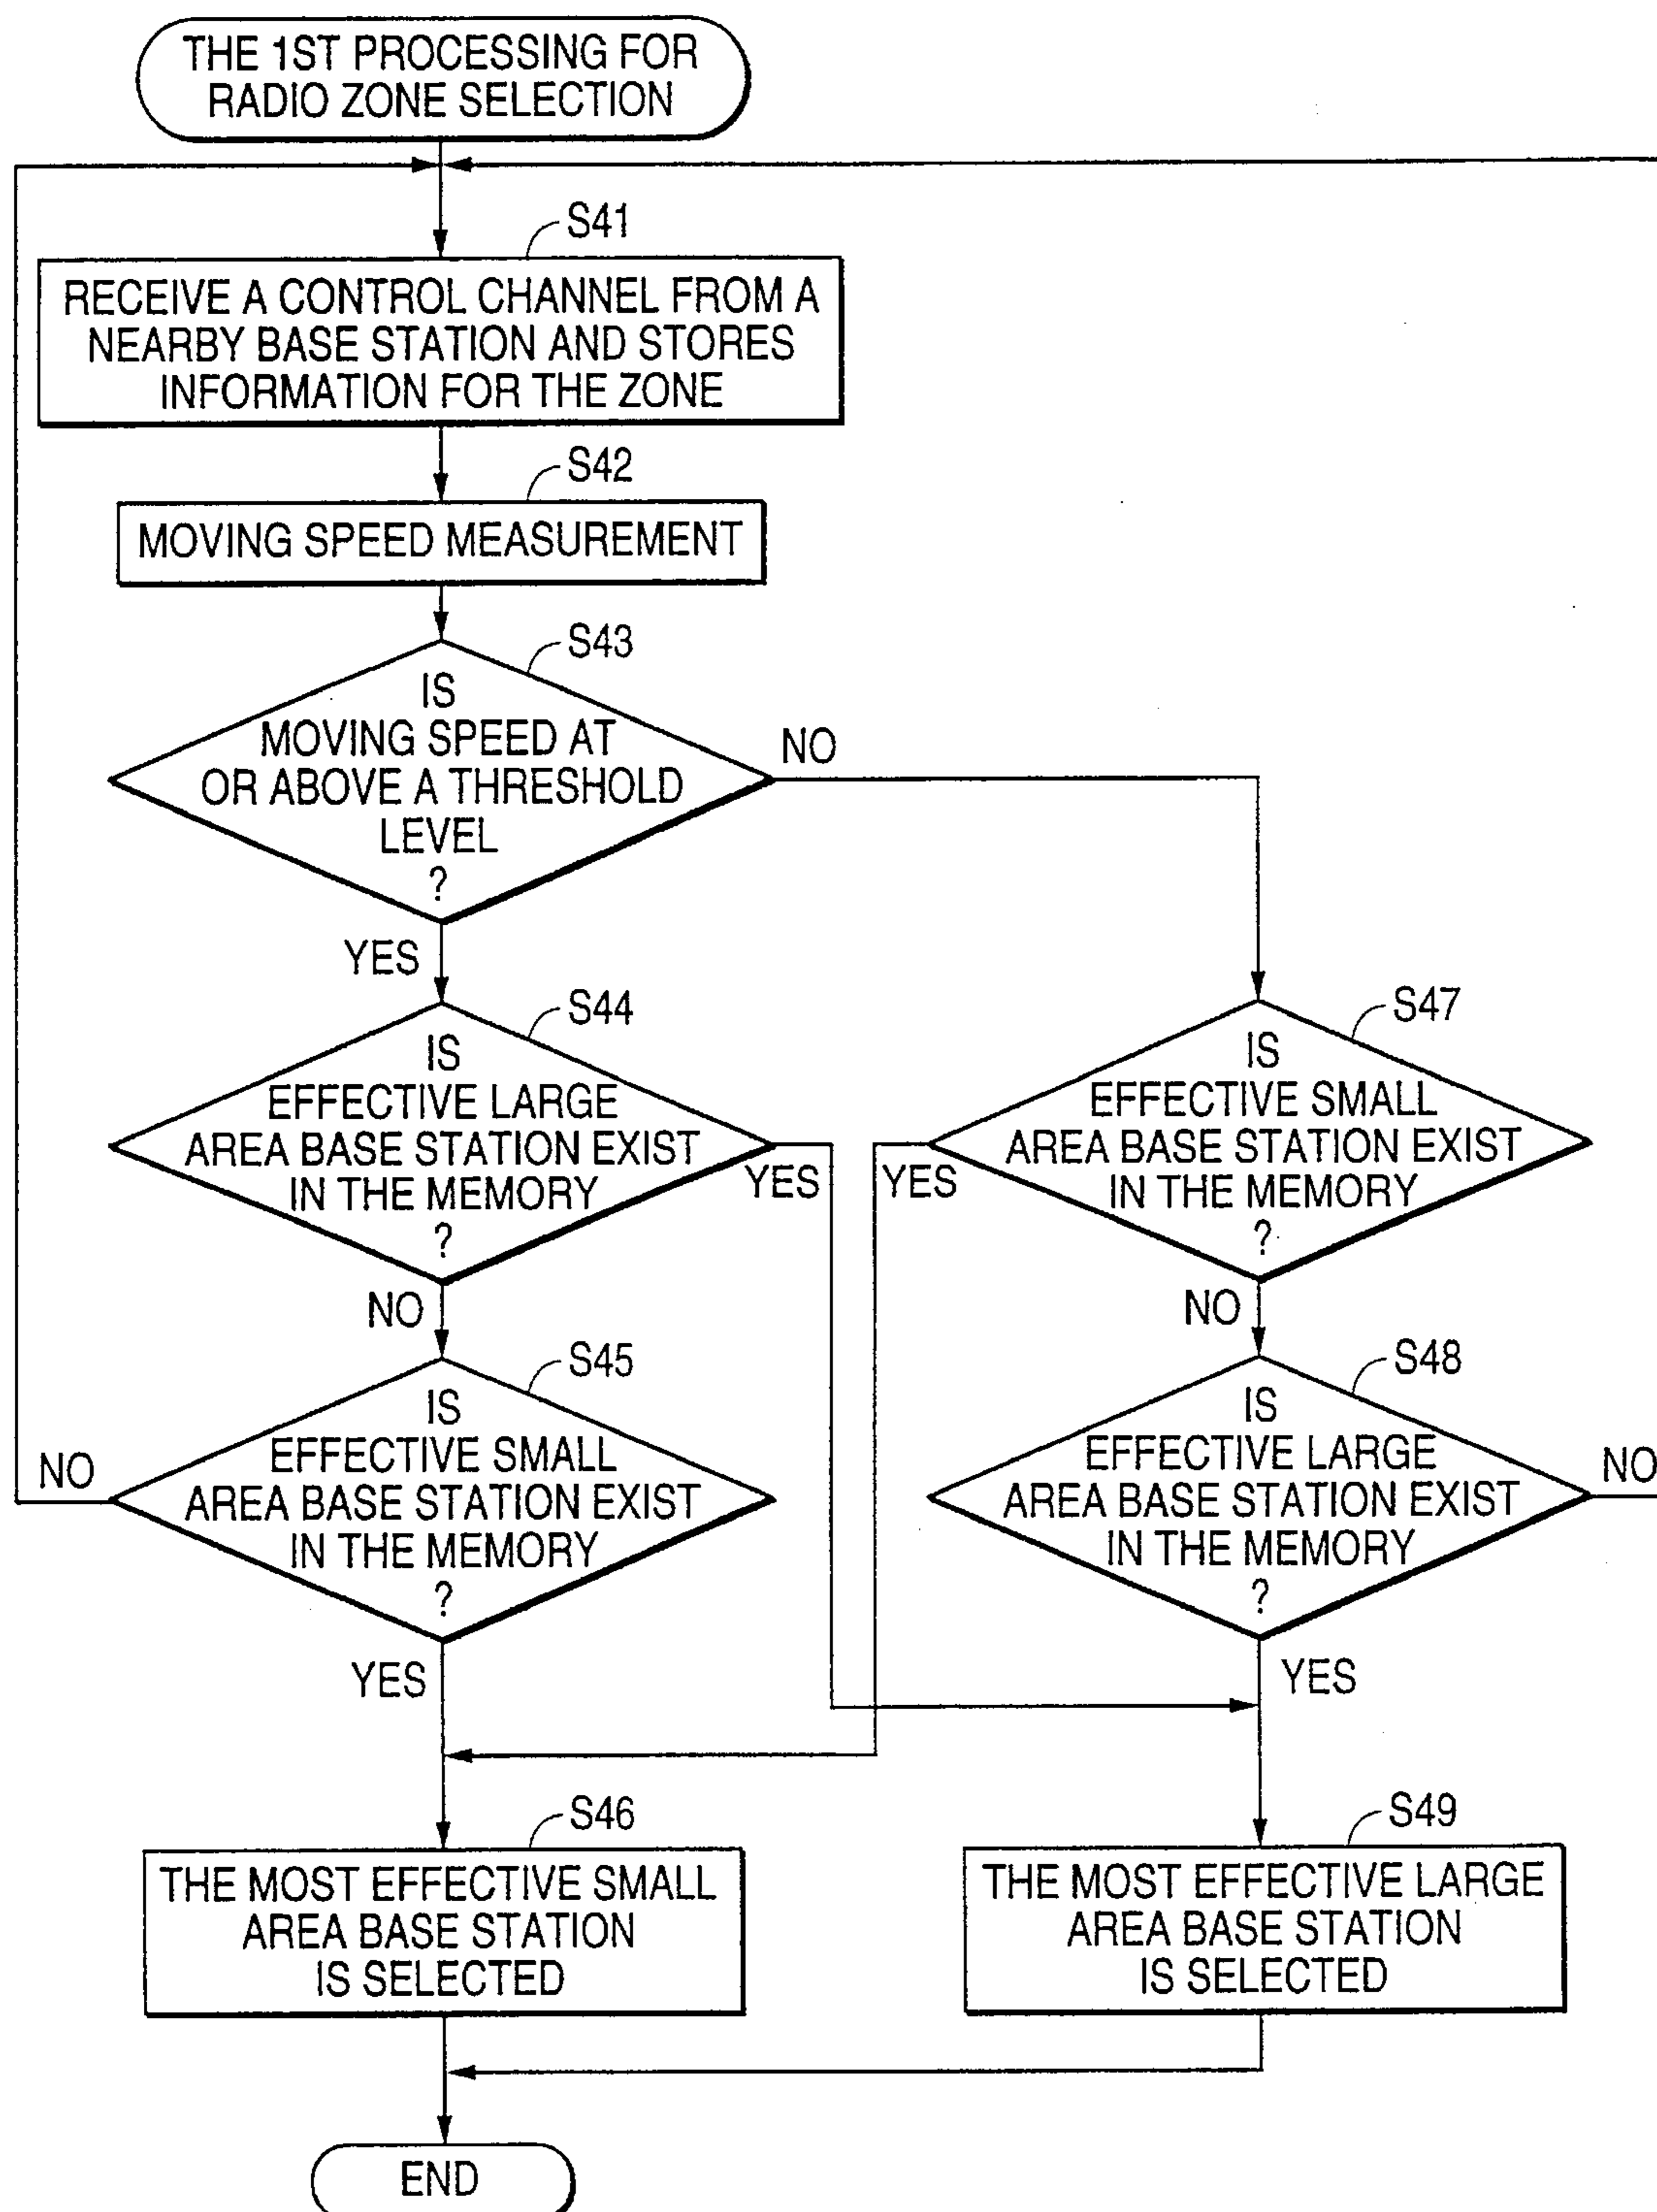 THE 1ST PROCESSING FOR
RADIO ZONE SELECTION
S41
RECEIVE A CONTROL CHANNEL FROM A
NEARBY BASE STATION AND STORES
INFORMATION FOR THE ZONE
S42
MOVING SPEED MEASUREMENT
S43
IS
MOVING SPEED AT
OR ABOVE A THRESHOLD
LEVEL
?
NO
YES
S44
IS
EFFECTIVE LARGE
AREA BASE STATION EXIST
IN THE MEMORY
?
YES
NO
S47
IS
EFFECTIVE SMALL
AREA BASE STATION EXIST
IN THE MEMORY
?
YES
NO
S45
IS
EFFECTIVE SMALL
AREA BASE STATION EXIST
IN THE MEMORY
?
NO
YES
S48
IS
EFFECTIVE LARGE
AREA BASE STATION EXIST
IN THE MEMORY
?
NO
YES
S46
THE MOST EFFECTIVE SMALL
AREA BASE STATION
IS SELECTED
S49
THE MOST EFFECTIVE LARGE
AREA BASE STATION
IS SELECTED
END